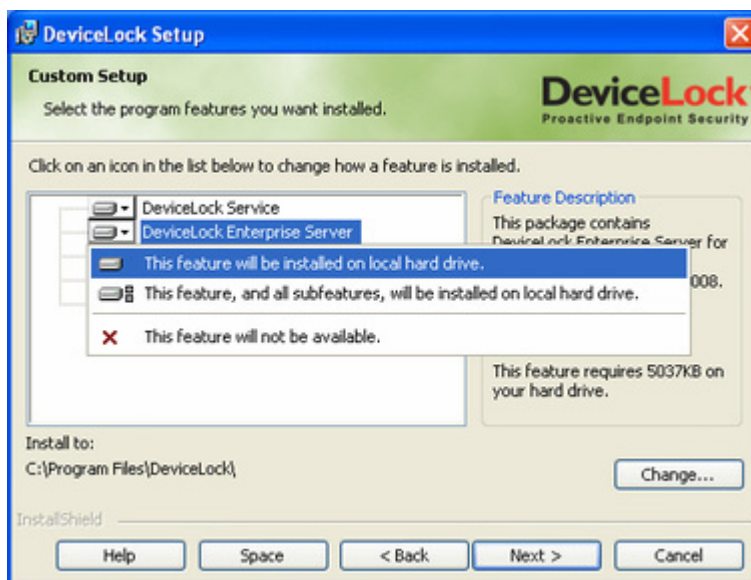 DeviceLock Setup
Custom Setup
Select the program features you want installed.
DeviceLock
Proactive Endpoint Security
Click on an icon in the list below to change how a feature is installed.
DeviceLock Service
DeviceLock Enterprise Server
This feature will be installed on local hard drive.
This feature, and all subfeatures, will be installed on local hard drive.
This feature will not be available.
Feature Description
This package contains
DeviceLock Enterprise Server for
008.
This feature requires 5037KB on
your hard drive.
Install to:
C:\Program Files\DeviceLock\
Change...
InstallShield
Help
Space
< Back
Next >
Cancel